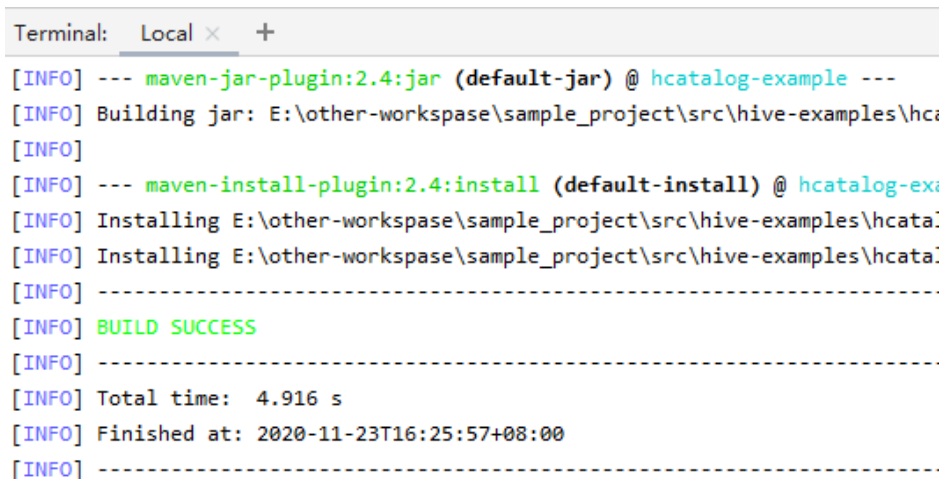 Terminal: Local × +
[INFO] --- maven-jar-plugin:2.4:jar (default-jar) @ hcatalog-example ---
[INFO] Building jar: E:\other-workspase\sample_project\src\hive-examples\hca
[INFO]
[INFO] --- maven-install-plugin:2.4:install (default-install) @ hcatalog-exa
[INFO] Installing E:\other-workspase\sample_project\src\hive-examples\hcatal
[INFO] Installing E:\other-workspase\sample_project\src\hive-examples\hcatal
[INFO] ---------------------------------------------------------------------
[INFO] BUILD SUCCESS
[INFO] ---------------------------------------------------------------------
[INFO] Total time:  4.916 s
[INFO] Finished at: 2020-11-23T16:25:57+08:00
[INFO] ---------------------------------------------------------------------